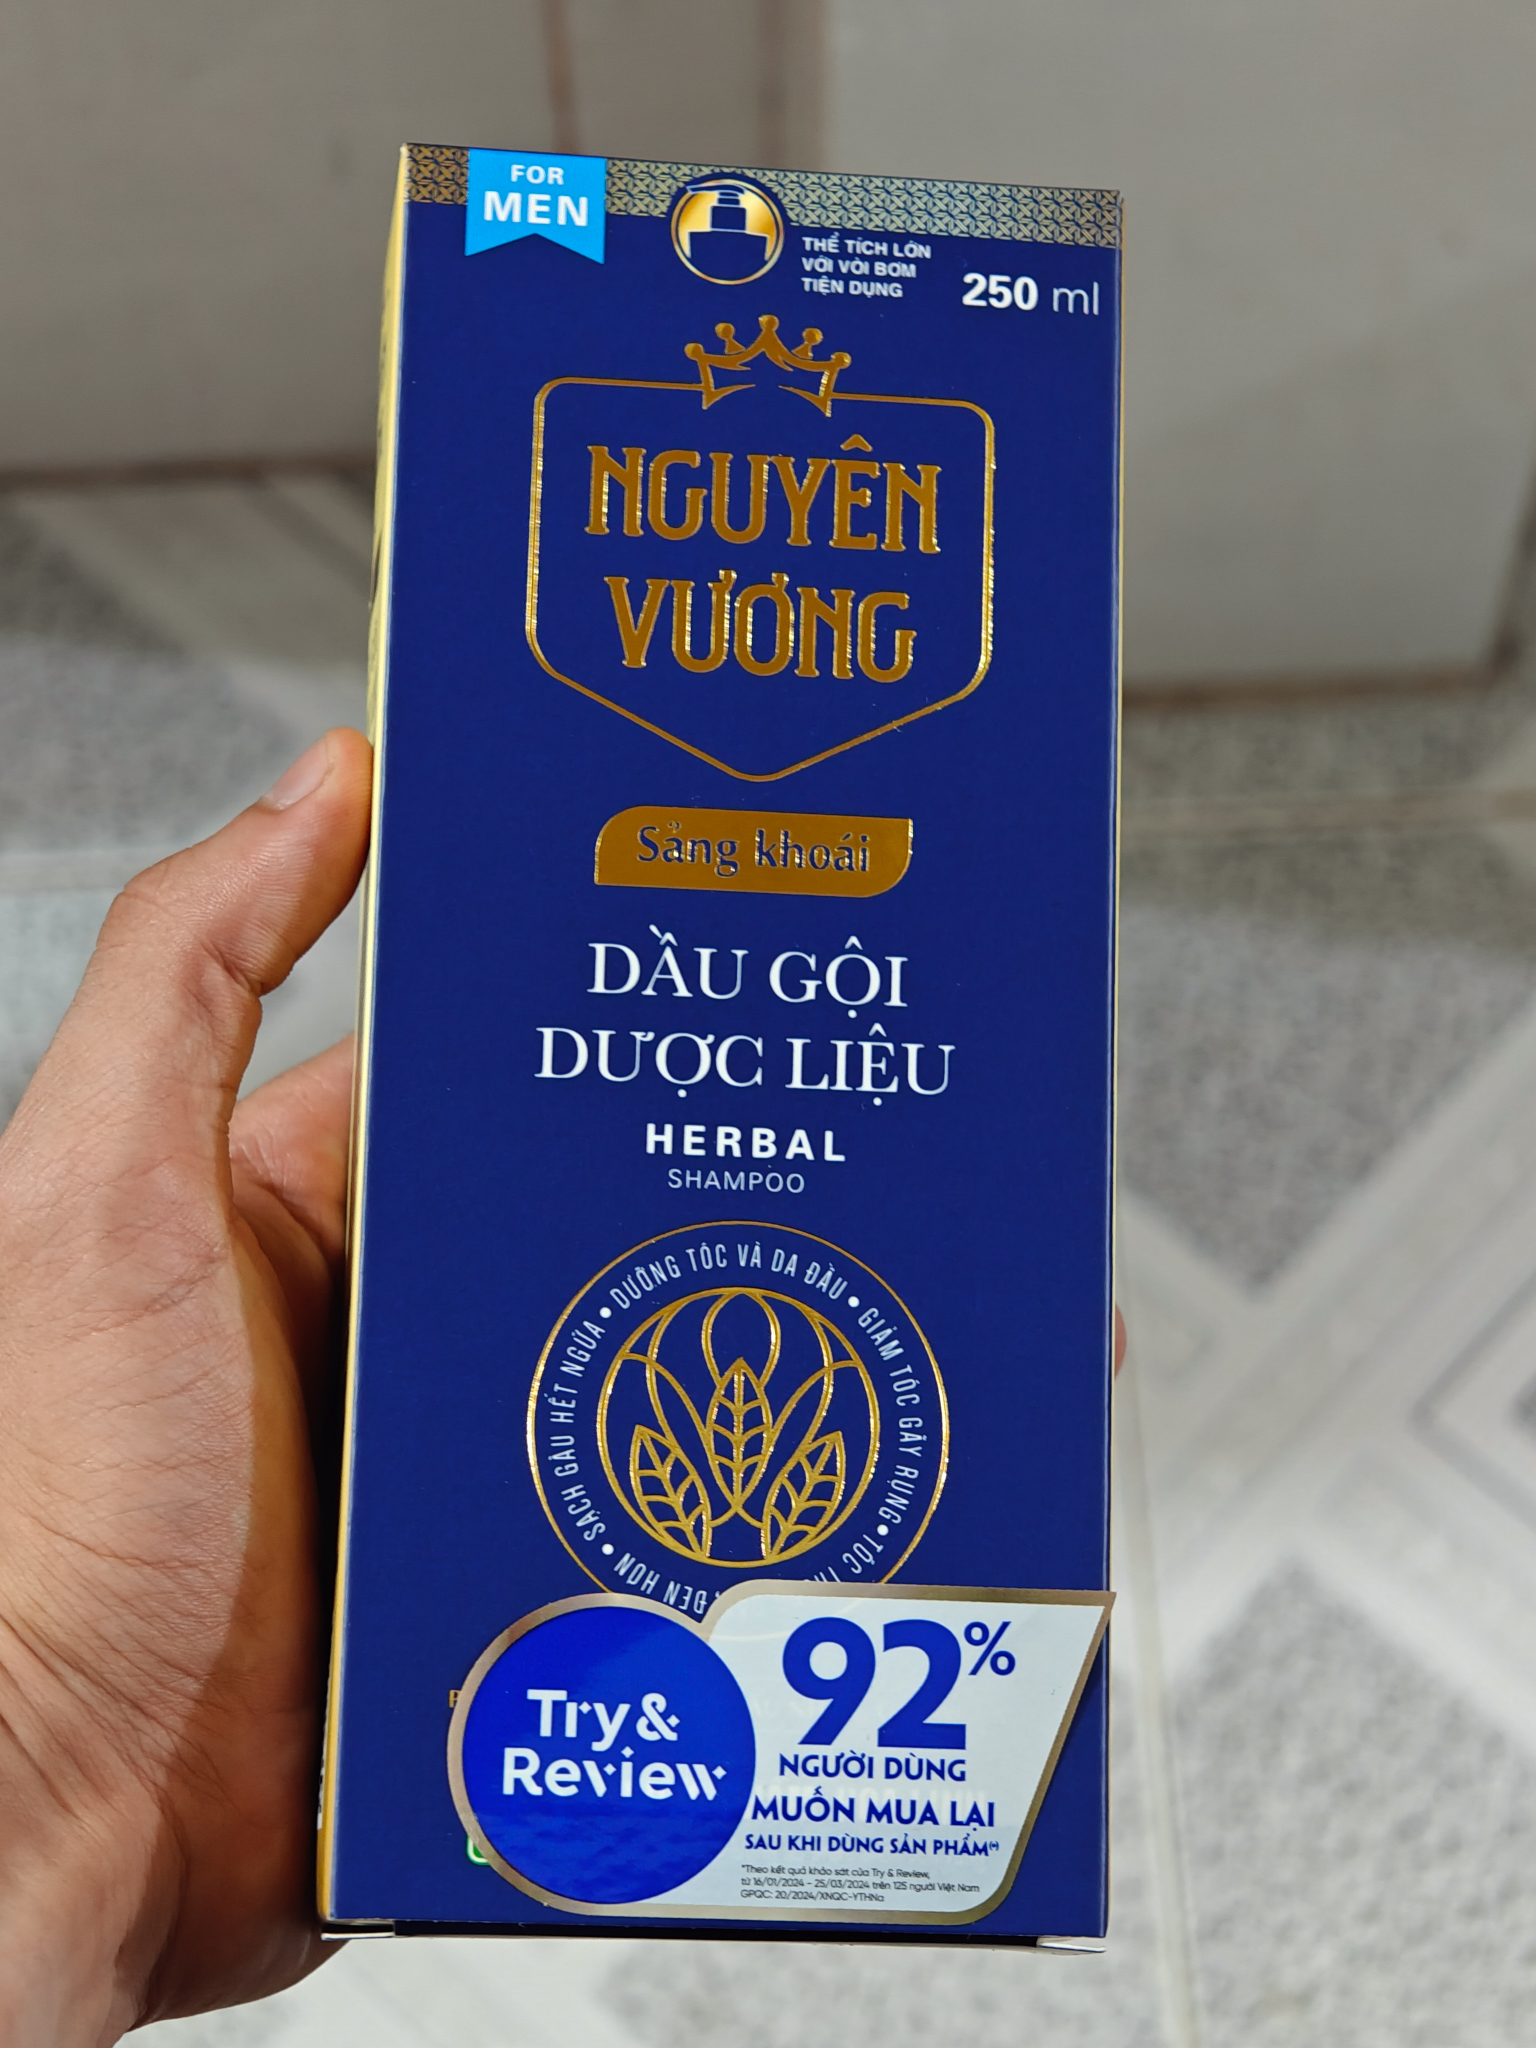 FOR
MEN
THỂ TÍCH LỚN
VỚI VÒI BƠM
TIỆN DỤNG
250 ml
NGUYÊN
VƯƠNG
Sảng khoái
DẦU GỘI
DƯỢC LIỆU
HERBAL
SHAMPOO
SẠCH GÀU HẾT NGỨA • DƯỠNG TÓC VÀ DA ĐẦU • GIẢM TÓC GÃY RỤNG • TÓC
ĐEN HƠN •
Try &
Review
92%
NGƯỜI DÙNG
MUỐN MUA LẠI
SAU KHI DÙNG SẢN PHẨM(*)
*Theo kết quả khảo sát của Try & Review,
từ 16/01/2024 - 25/03/2024 trên 125 người Việt Nam
GPQC: 20/2024/XNQC-YTHNa